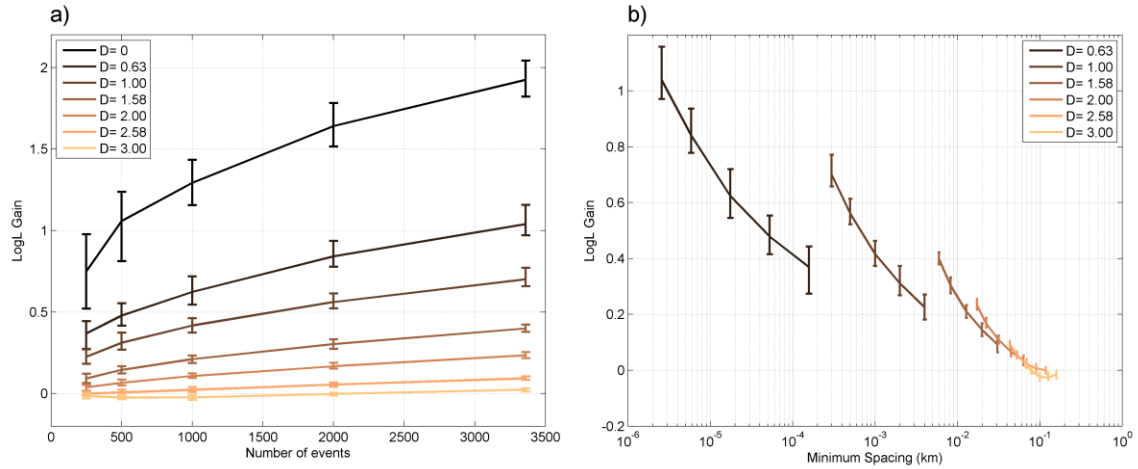 a)
D= 0
D= 0.63
D= 1.00
D= 1.58
D= 2.00
D= 2.58
D= 3.00
LogL Gain
2
1.5
1
0.5
0
0 500 1000 1500 2000 2500 3000 3500
Number of events
b)
D= 0.63
D= 1.00
D= 1.58
D= 2.00
D= 2.58
D= 3.00
LogL Gain
1
0.8
0.6
0.4
0.2
0
-0.2
10⁻⁶ 10⁻⁵ 10⁻⁴ 10⁻³ 10⁻² 10⁻¹ 10⁰
Minimum Spacing (km)